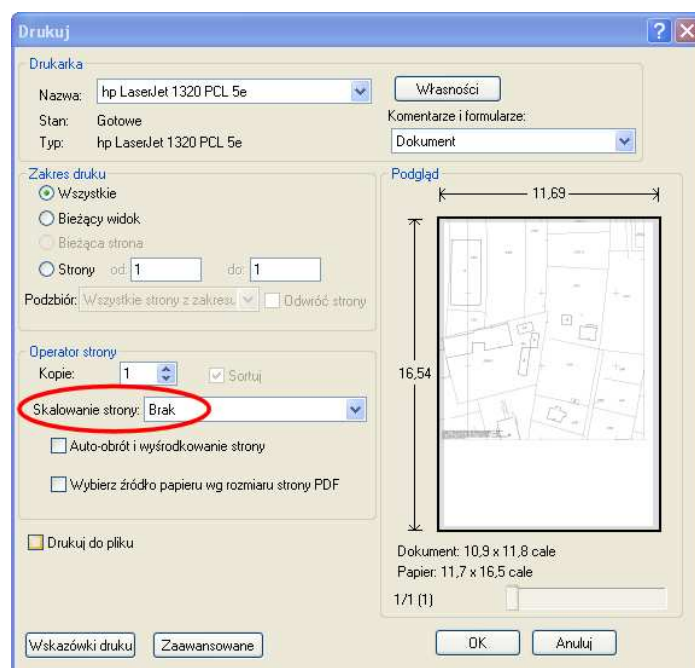 Drukuj
Drukarka
Nazwa: hp LaserJet 1320 PCL 5e
Własności
Stan: Gotowe
Komentarze i formularze:
Typ: hp LaserJet 1320 PCL 5e
Dokument
Zakres druku
Wszystkie
Bieżący widok
Bieżąca strona
Strony od: 1 do: 1
Podzbiór: Wszystkie strony z zakresu Odwróć strony
Operator strony
Kopie: 1 Sortuj
Skalowanie strony: Brak
Auto-obrót i wyśrodkowanie strony
Wybierz źródło papieru wg rozmiaru strony PDF
Drukuj do pliku
Podgląd
11,69
16,54
Dokument: 10,9 x 11,8 cale
Papier: 11,7 x 16,5 cale
1/1 (1)
Wskazówki druku Zaawansowane OK Anuluj